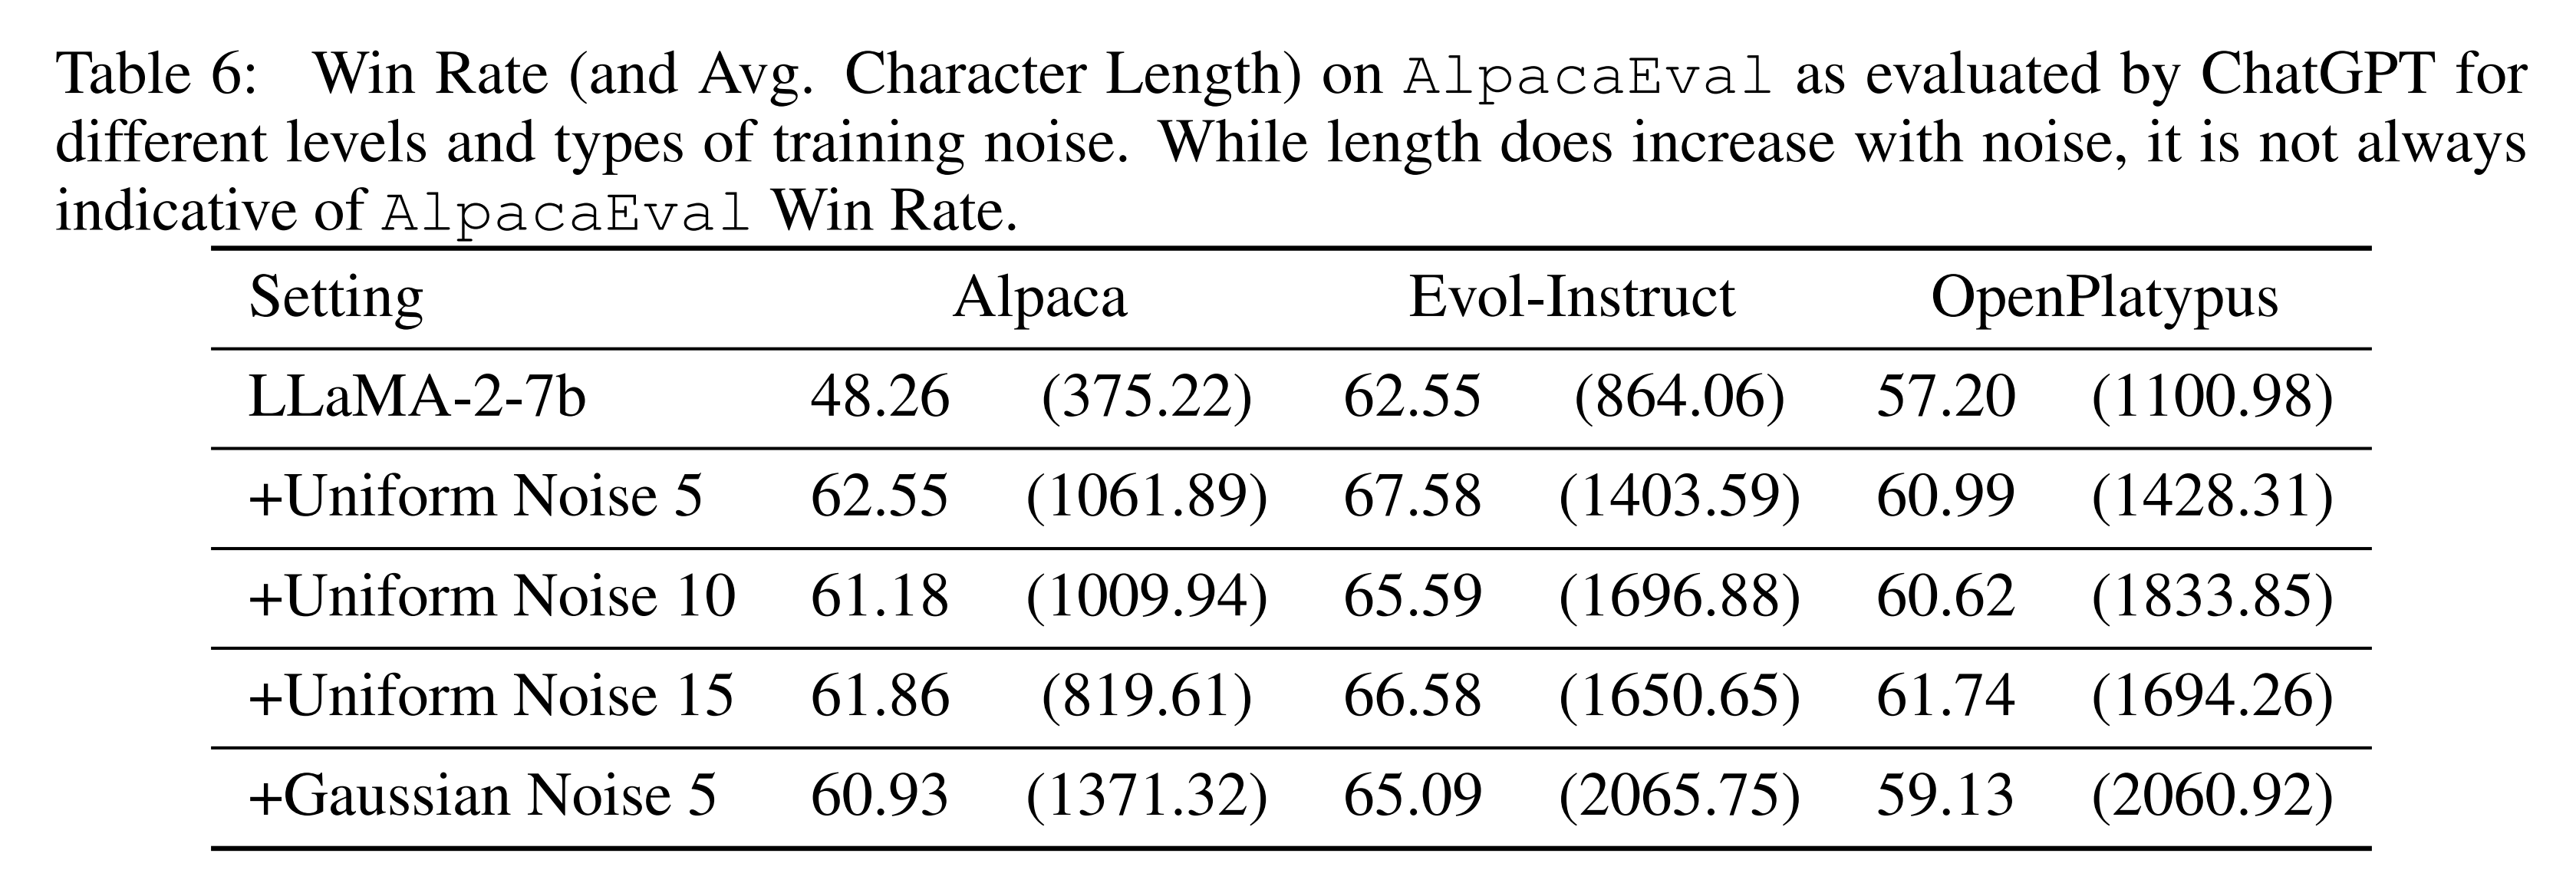 Table 6: Win Rate (and Avg. Character Length) on AlpacaEval as evaluated by ChatGPT for
different levels and types of training noise. While length does increase with noise, it is not always
indicative of AlpacaEval Win Rate.
Setting Alpaca Evol-Instruct OpenPlatypus
LLaMA-2-7b 48.26 (375.22) 62.55 (864.06) 57.20 (1100.98)
+Uniform Noise 5 62.55 (1061.89) 67.58 (1403.59) 60.99 (1428.31)
+Uniform Noise 10 61.18 (1009.94) 65.59 (1696.88) 60.62 (1833.85)
+Uniform Noise 15 61.86 (819.61) 66.58 (1650.65) 61.74 (1694.26)
+Gaussian Noise 5 60.93 (1371.32) 65.09 (2065.75) 59.13 (2060.92)